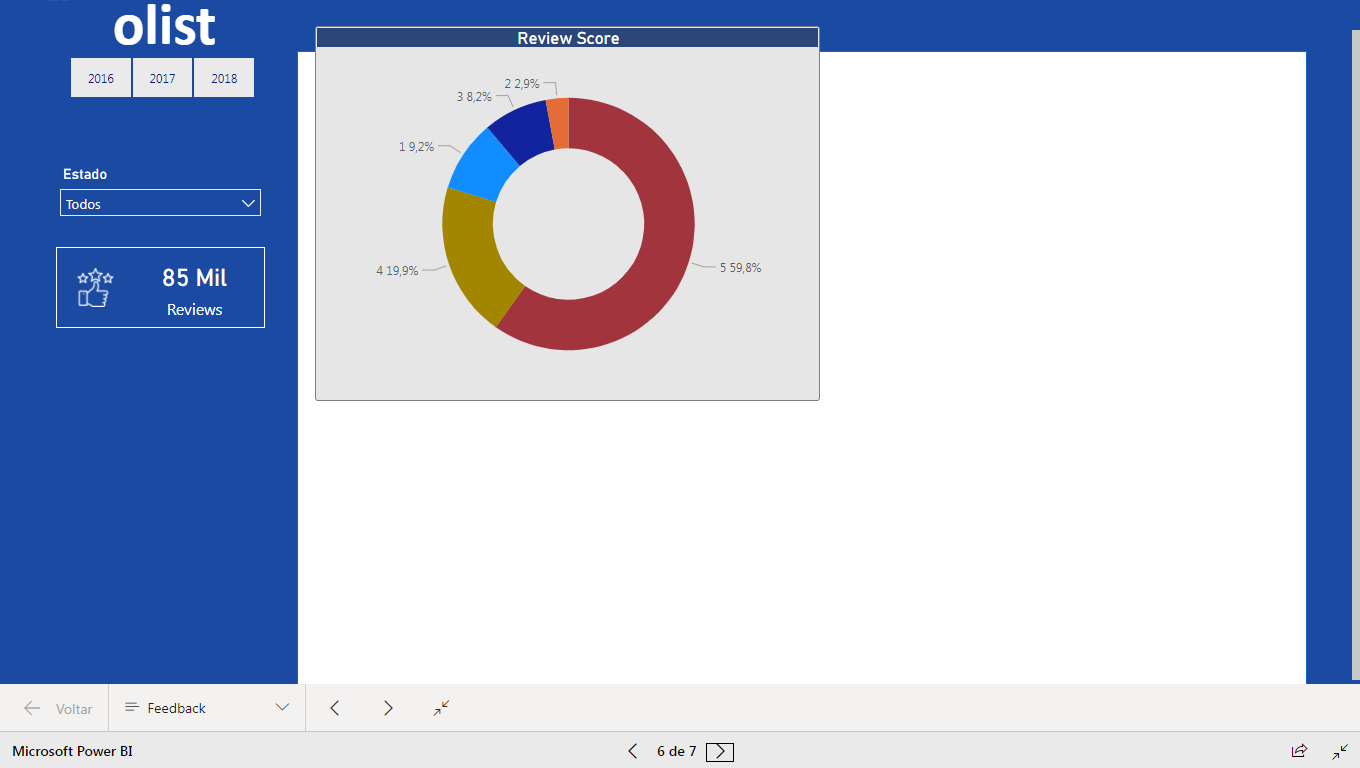 olist
2016 2017 2018
Estado
Todos
85 Mil
Reviews
Review Score
2 2,9%
3 8,2%
1 9,2%
4 19,9%
5 59,8%
Voltar
Feedback
Microsoft Power BI
6 de 7